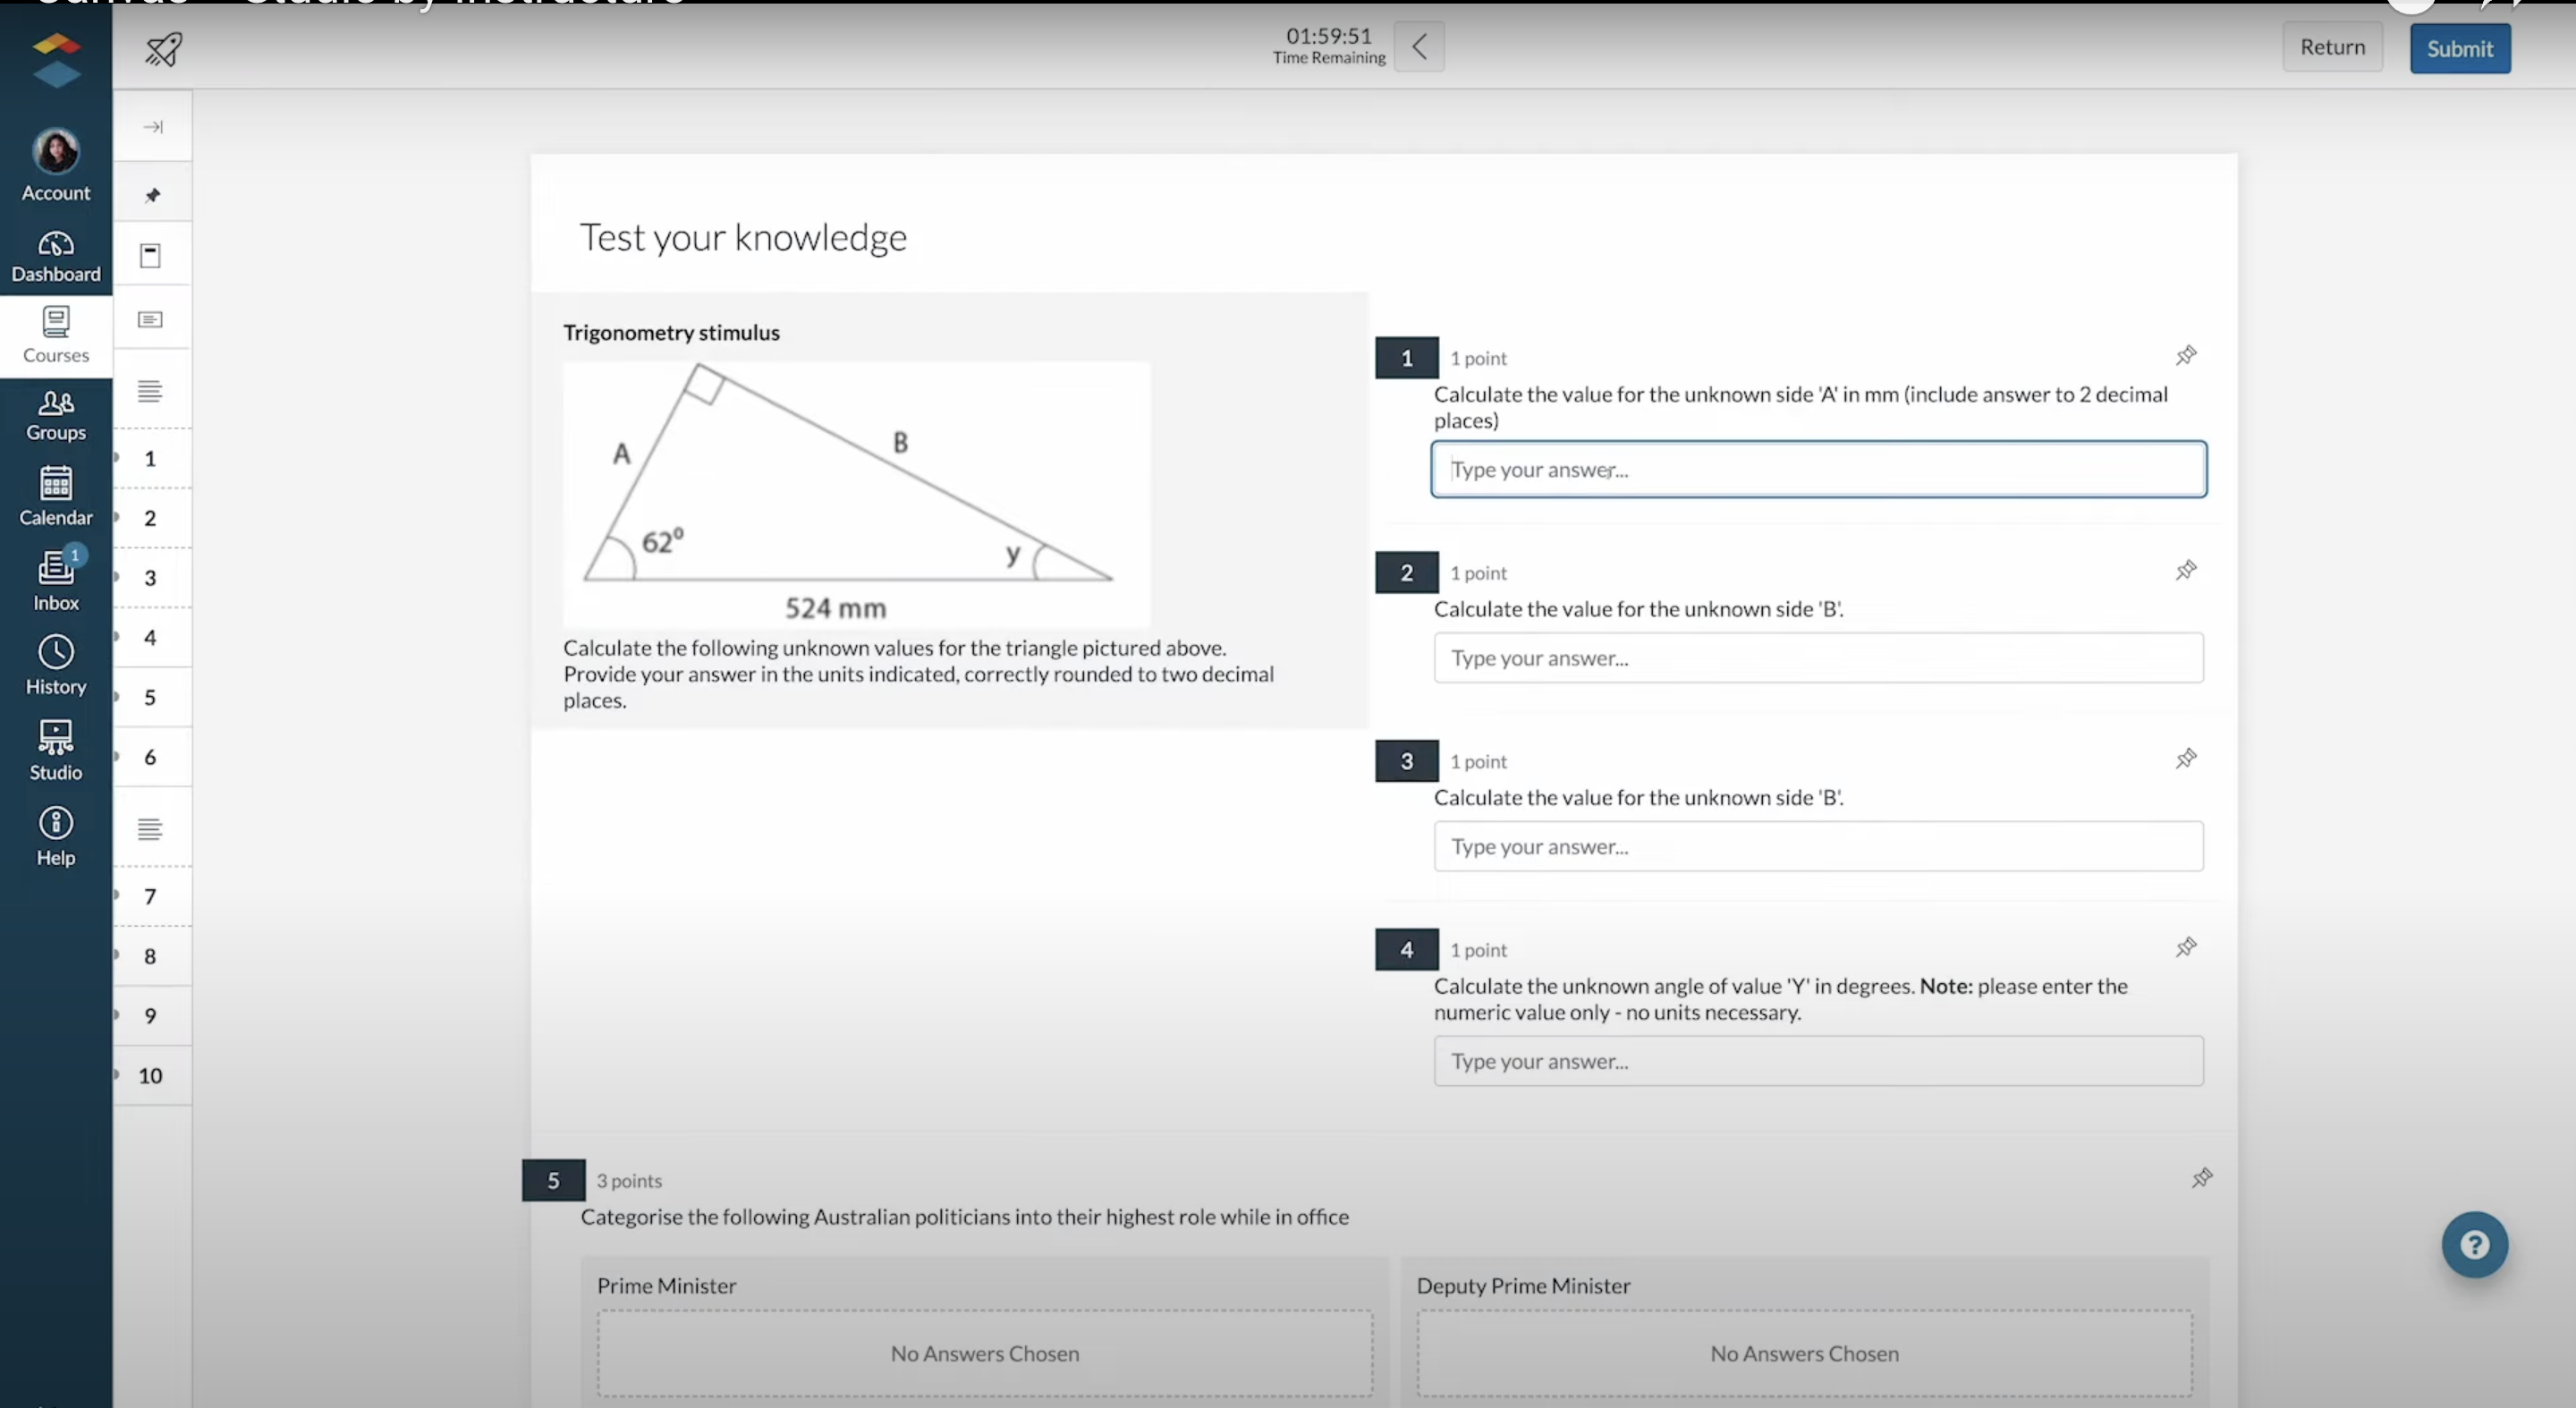 01:59:51
Time Remaining
Return
Submit
Account
Dashboard
Courses
Groups
Calendar
1
Inbox
History
Studio
Help
1
2
3
4
5
6
7
8
9
10
Test your knowledge
Trigonometry stimulus
A
B
62⁰
y
524 mm
Calculate the following unknown values for the triangle pictured above.
Provide your answer in the units indicated, correctly rounded to two decimal
places.
1
1 point
Calculate the value for the unknown side 'A' in mm (include answer to 2 decimal
places)
Type your answer...
2
1 point
Calculate the value for the unknown side 'B'.
Type your answer...
3
1 point
Calculate the value for the unknown side 'B'.
Type your answer...
4
1 point
Calculate the unknown angle of value 'Y' in degrees. Note: please enter the
numeric value only - no units necessary.
Type your answer...
5
3 points
Categorise the following Australian politicians into their highest role while in office
Prime Minister
No Answers Chosen
Deputy Prime Minister
No Answers Chosen
?